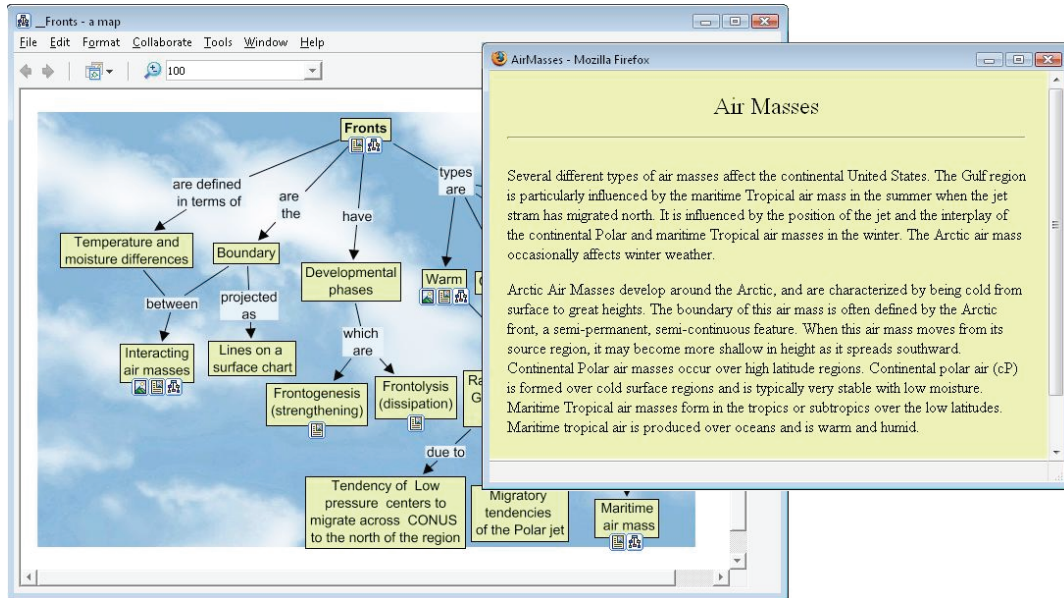 _Fronts - a map
File Edit Format Collaborate Tools Window Help
100
Fronts
are defined
in terms of
are
the
have
types
are
Temperature and
moisture differences
Boundary
Developmental
phases
Warm
between
projected
as
which
are
Interacting
air masses
Lines on a
surface chart
Frontogenesis
(strengthening)
Frontolysis
(dissipation)
due to
Tendency of Low
pressure centers to
migrate across CONUS
to the north of the region
Migratory
tendencies
of the Polar jet
Maritime
air mass
AirMasses - Mozilla Firefox
Air Masses
Several different types of air masses affect the continental United States. The Gulf region
is particularly influenced by the maritime Tropical air mass in the summer when the jet
stram has migrated north. It is influenced by the position of the jet and the interplay of
the continental Polar and maritime Tropical air masses in the winter. The Arctic air mass
occasionally affects winter weather.
Arctic Air Masses develop around the Arctic, and are characterized by being cold from
surface to great heights. The boundary of this air mass is often defined by the Arctic
front, a semi-permanent, semi-continuous feature. When this air mass moves from its
source region, it may become more shallow in height as it spreads southward.
Continental Polar air masses occur over high latitude regions. Continental polar air (cP)
is formed over cold surface regions and is typically very stable with low moisture.
Maritime Tropical air masses form in the tropics or subtropics over the low latitudes.
Maritime tropical air is produced over oceans and is warm and humid.